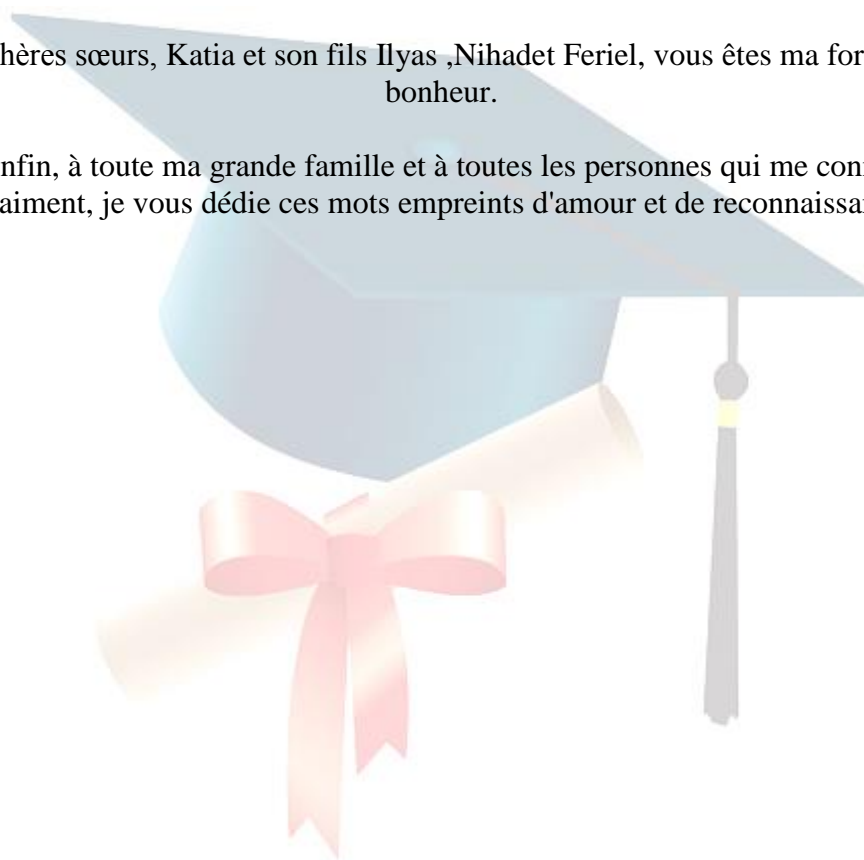 hères sœurs, Katia et son fils Ilyas ,Nihadet Feriel, vous êtes ma for
bonheur.
nfin, à toute ma grande famille et à toutes les personnes qui me con
aiment, je vous dédie ces mots empreints d'amour et de reconnaissa